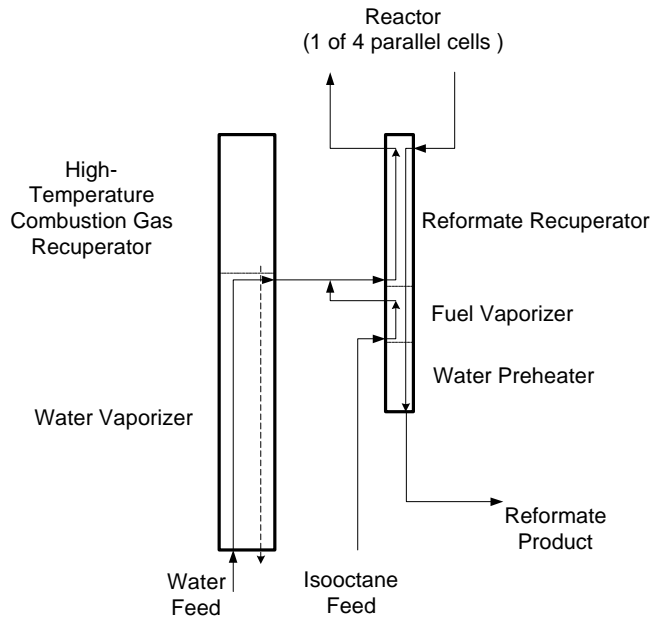 Reactor
(1 of 4 parallel cells )
High-
Temperature
Combustion Gas
Recuperator
Reformate Recuperator
Fuel Vaporizer
Water Preheater
Water Vaporizer
Reformate
Product
Water
Feed
Isooctane
Feed